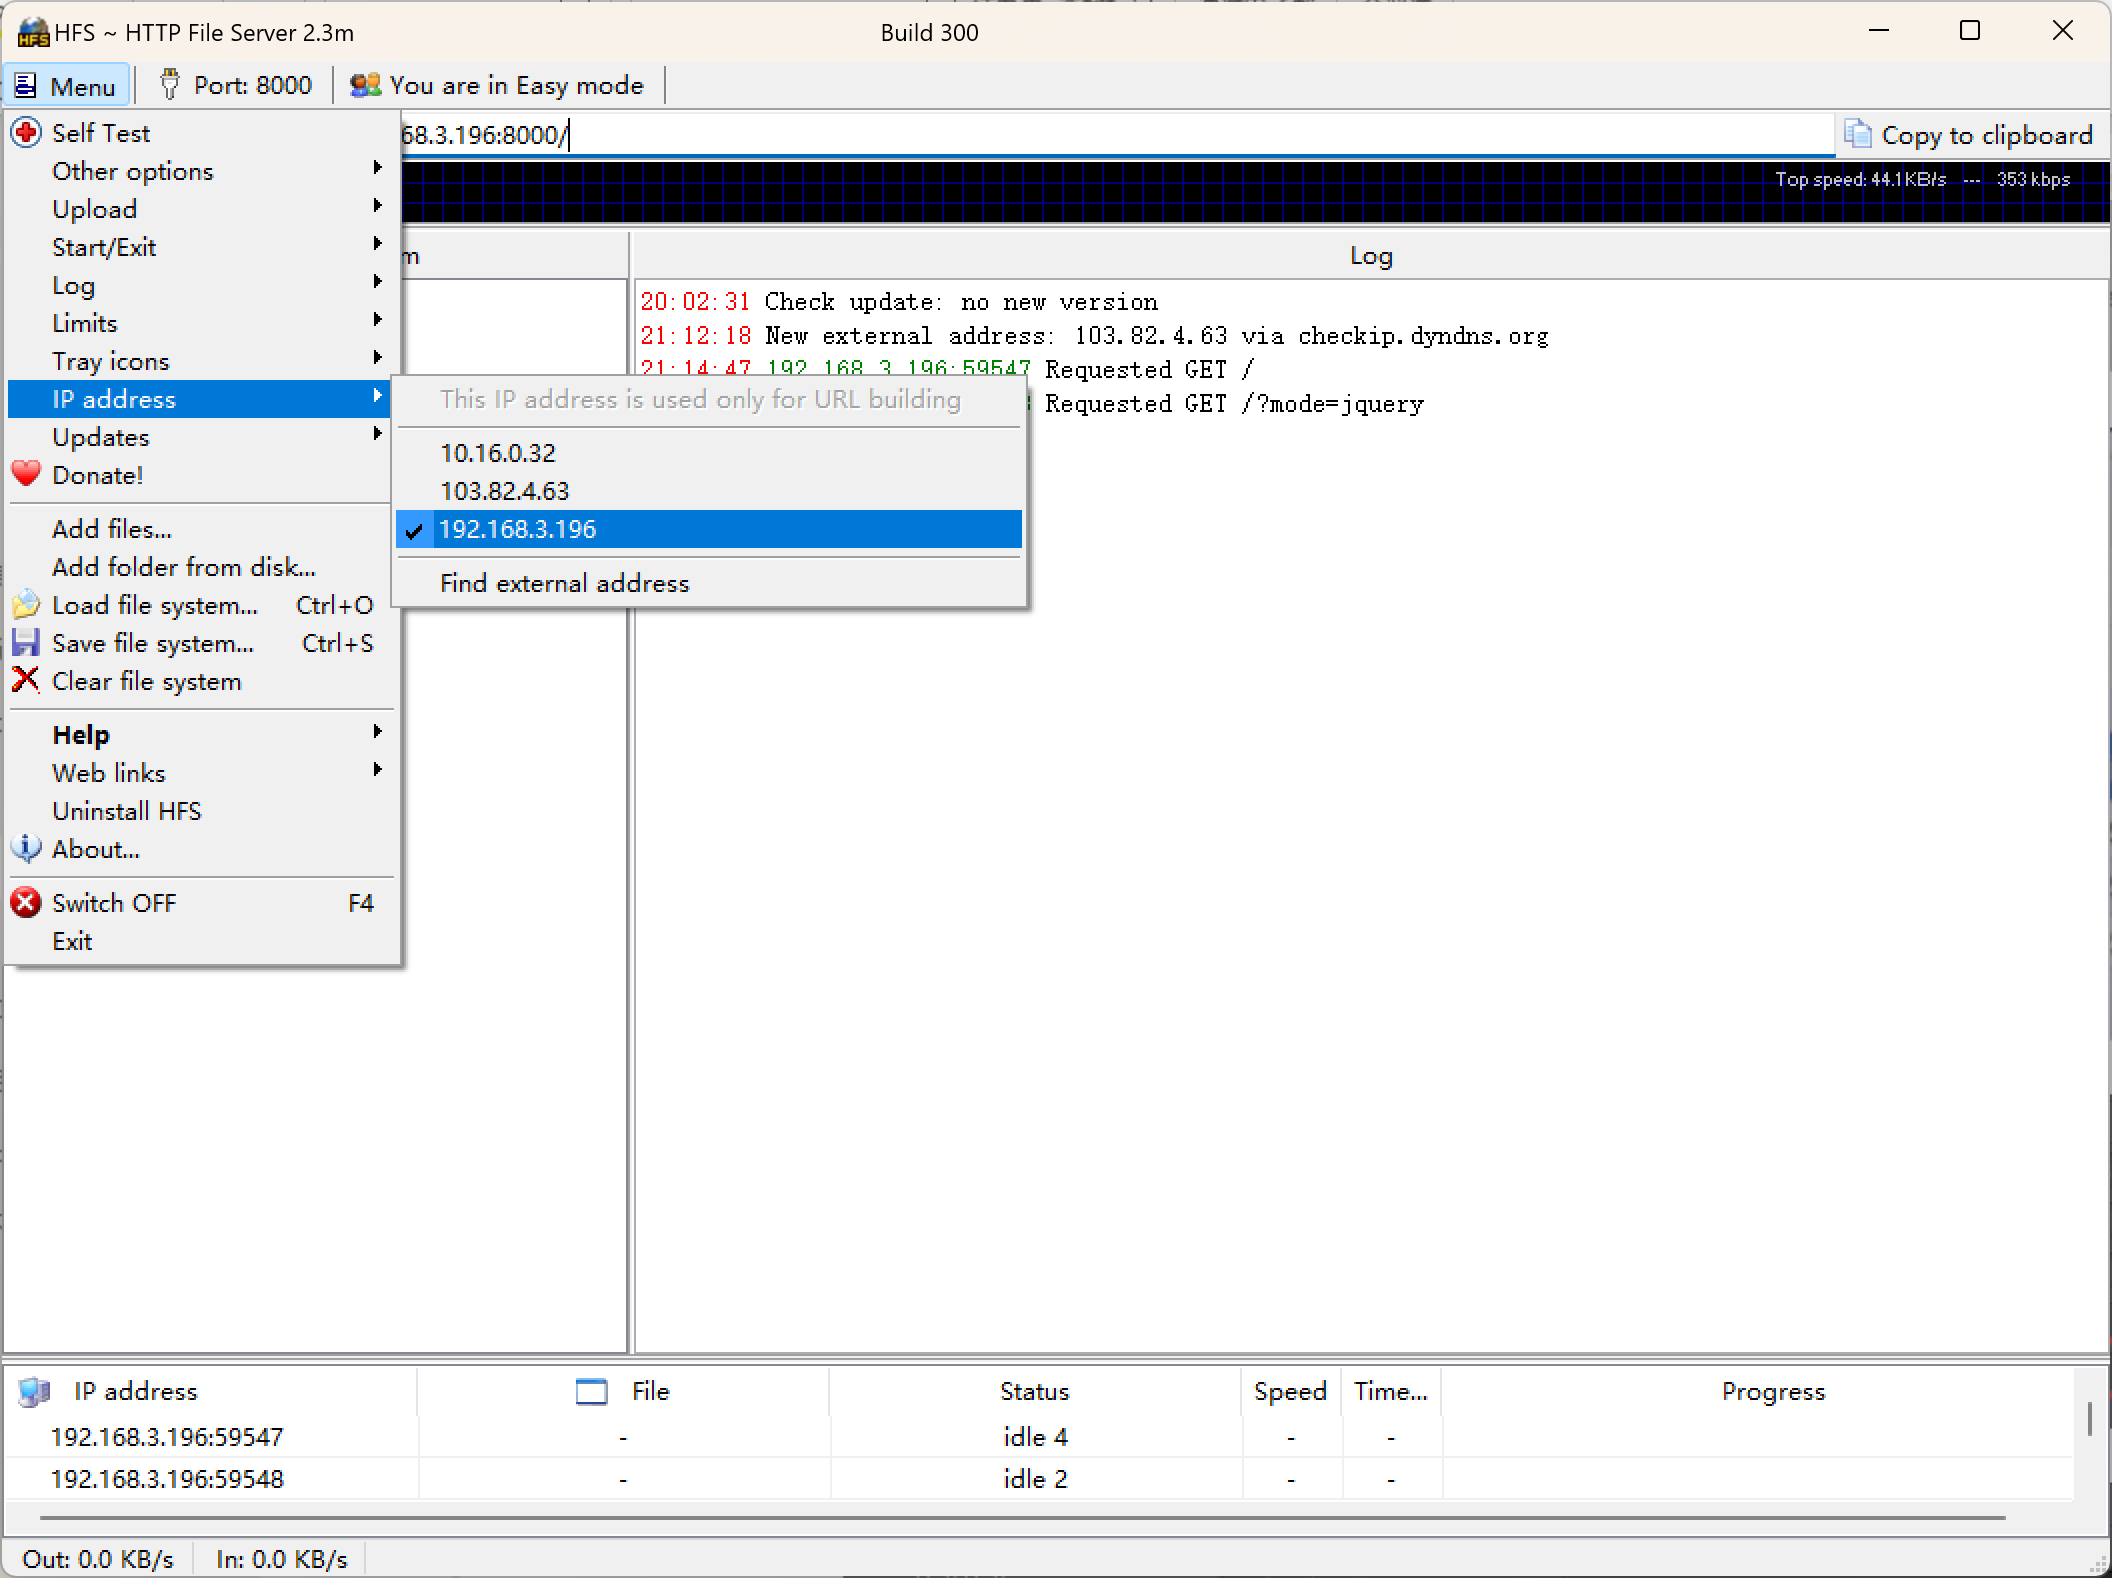 HFS ~ HTTP File Server 2.3m Build 300
Menu Port: 8000 You are in Easy mode
68.3.196:8000/ Copy to clipboard
Top speed: 44.1KB/s --- 353 kbps
Self Test
Other options
Upload
Start/Exit
Log
Limits
Tray icons
IP address
Updates
Donate!
Add files...
Add folder from disk...
Load file system... Ctrl+O
Save file system... Ctrl+S
Clear file system
Help
Web links
Uninstall HFS
About...
Switch OFF F4
Exit
This IP address is used only for URL building
10.16.0.32
103.82.4.63
192.168.3.196
Find external address
m
Log
20:02:31 Check update: no new version
21:12:18 New external address: 103.82.4.63 via checkip.dyndns.org
21:14:47 192.168.3.196:59547 Requested GET /
Requested GET /?mode=jquery
IP address File Status Speed Time... Progress
192.168.3.196:59547 - idle 4 - -
192.168.3.196:59548 - idle 2 - -
Out: 0.0 KB/s In: 0.0 KB/s